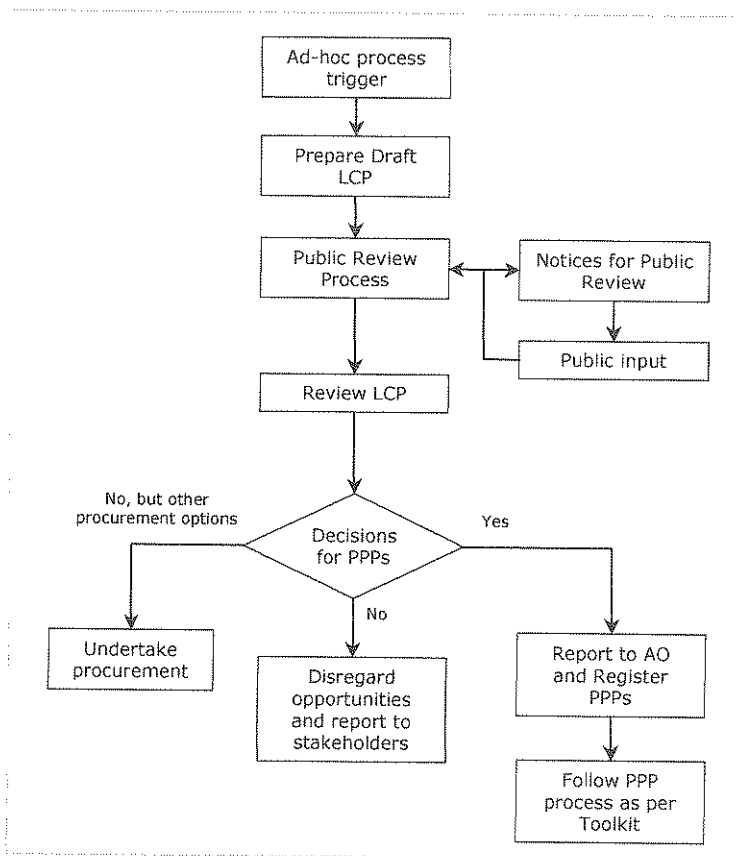 Ad-hoc process
trigger
Prepare Draft
LCP
Public Review
Process
Notices for Public
Review
Public input
Review LCP
No, but other
procurement options
Decisions
for PPPs
Yes
No
Undertake
procurement
Disregard
opportunities
and report to
stakeholders
Report to AO
and Register
PPPs
Follow PPP
process as per
Toolkit